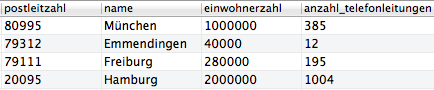 postleitzahl name einwohnerzahl anzahl_telefonleitungen
80995 München 1000000 385
79312 Emmendingen 40000 12
79111 Freiburg 280000 195
20095 Hamburg 2000000 1004